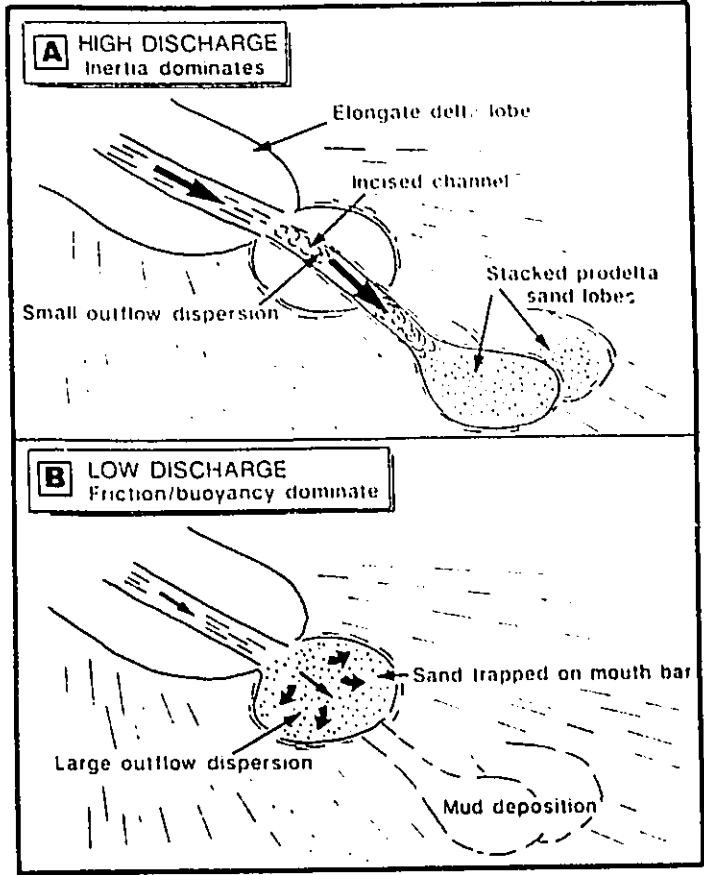 A HIGH DISCHARGE
Inertia dominates
Elongate delt. lobe
Incised channel
Stacked prodelta
sand lobes
Small outflow dispersion
B LOW DISCHARGE
Friction/buoyancy dominate
Sand trapped on mouth bar
Large outflow dispersion
Mud deposition